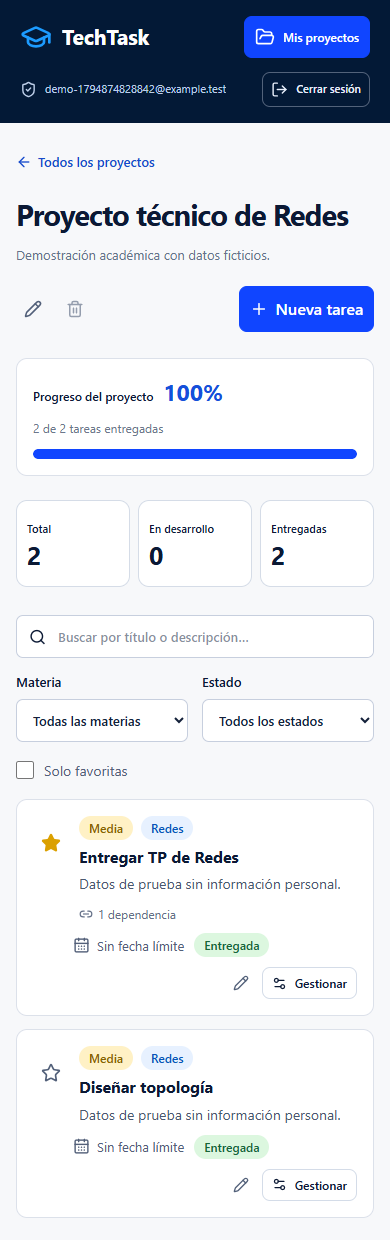 TechTask
Mis proyectos
demo-1794874828842@example.test
Cerrar sesión
Todos los proyectos
Proyecto técnico de Redes
Demostración académica con datos ficticios.
Nueva tarea
Progreso del proyecto 100%
2 de 2 tareas entregadas
Total
2
En desarrollo
0
Entregadas
2
Buscar por título o descripción...
Materia
Todas las materias
Estado
Todos los estados
Solo favoritas
Media Redes
Entregar TP de Redes
Datos de prueba sin información personal.
1 dependencia
Sin fecha límite Entregada
Gestionar
Media Redes
Diseñar topología
Datos de prueba sin información personal.
Sin fecha límite Entregada
Gestionar